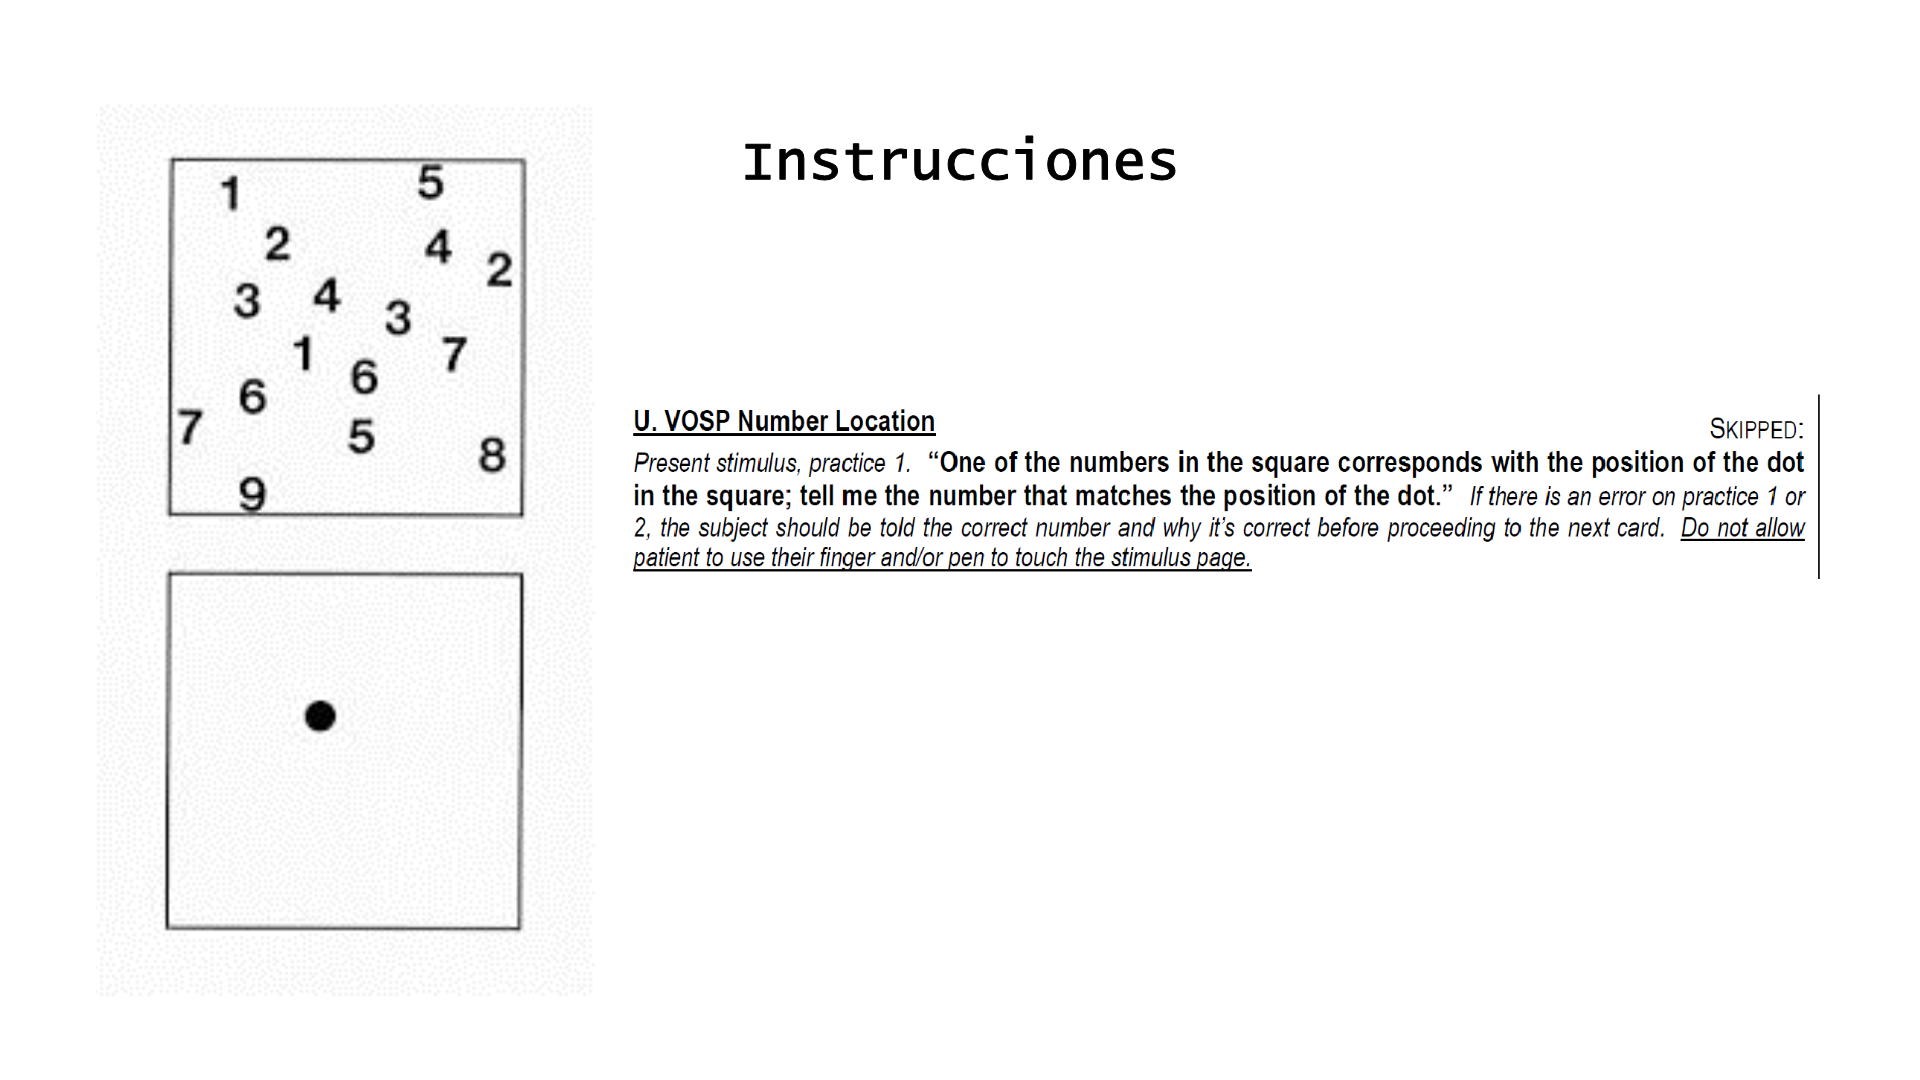 Instrucciones
1 5
2 4 2
3 4 3
1 6 7
6
7 5 8
9
U. VOSP Number Location SKIPPED:
Present stimulus, practice 1. “One of the numbers in the square corresponds with the position of the dot
in the square; tell me the number that matches the position of the dot.” If there is an error on practice 1 or
2, the subject should be told the correct number and why it’s correct before proceeding to the next card. Do not allow
patient to use their finger and/or pen to touch the stimulus page.